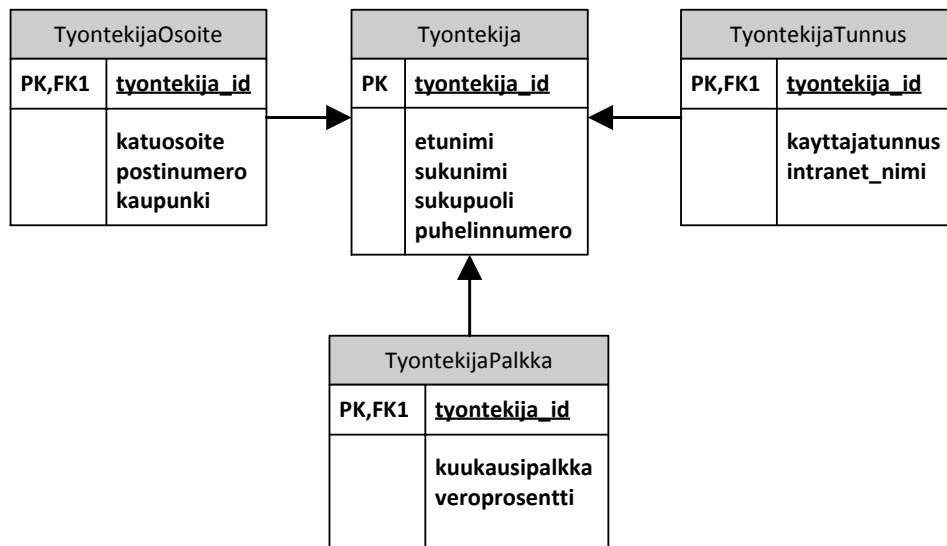 TyontekijaOsoite
PK,FK1 tyontekija_id
katuosoite
postinumero
kaupunki
Tyontekija
PK tyontekija_id
etunimi
sukunimi
sukupuoli
puhelinnumero
TyontekijaTunnus
PK,FK1 tyontekija_id
kayttajatunnus
intranet_nimi
TyontekijaPalkka
PK,FK1 tyontekija_id
kuukausipalkka
veroprosentti